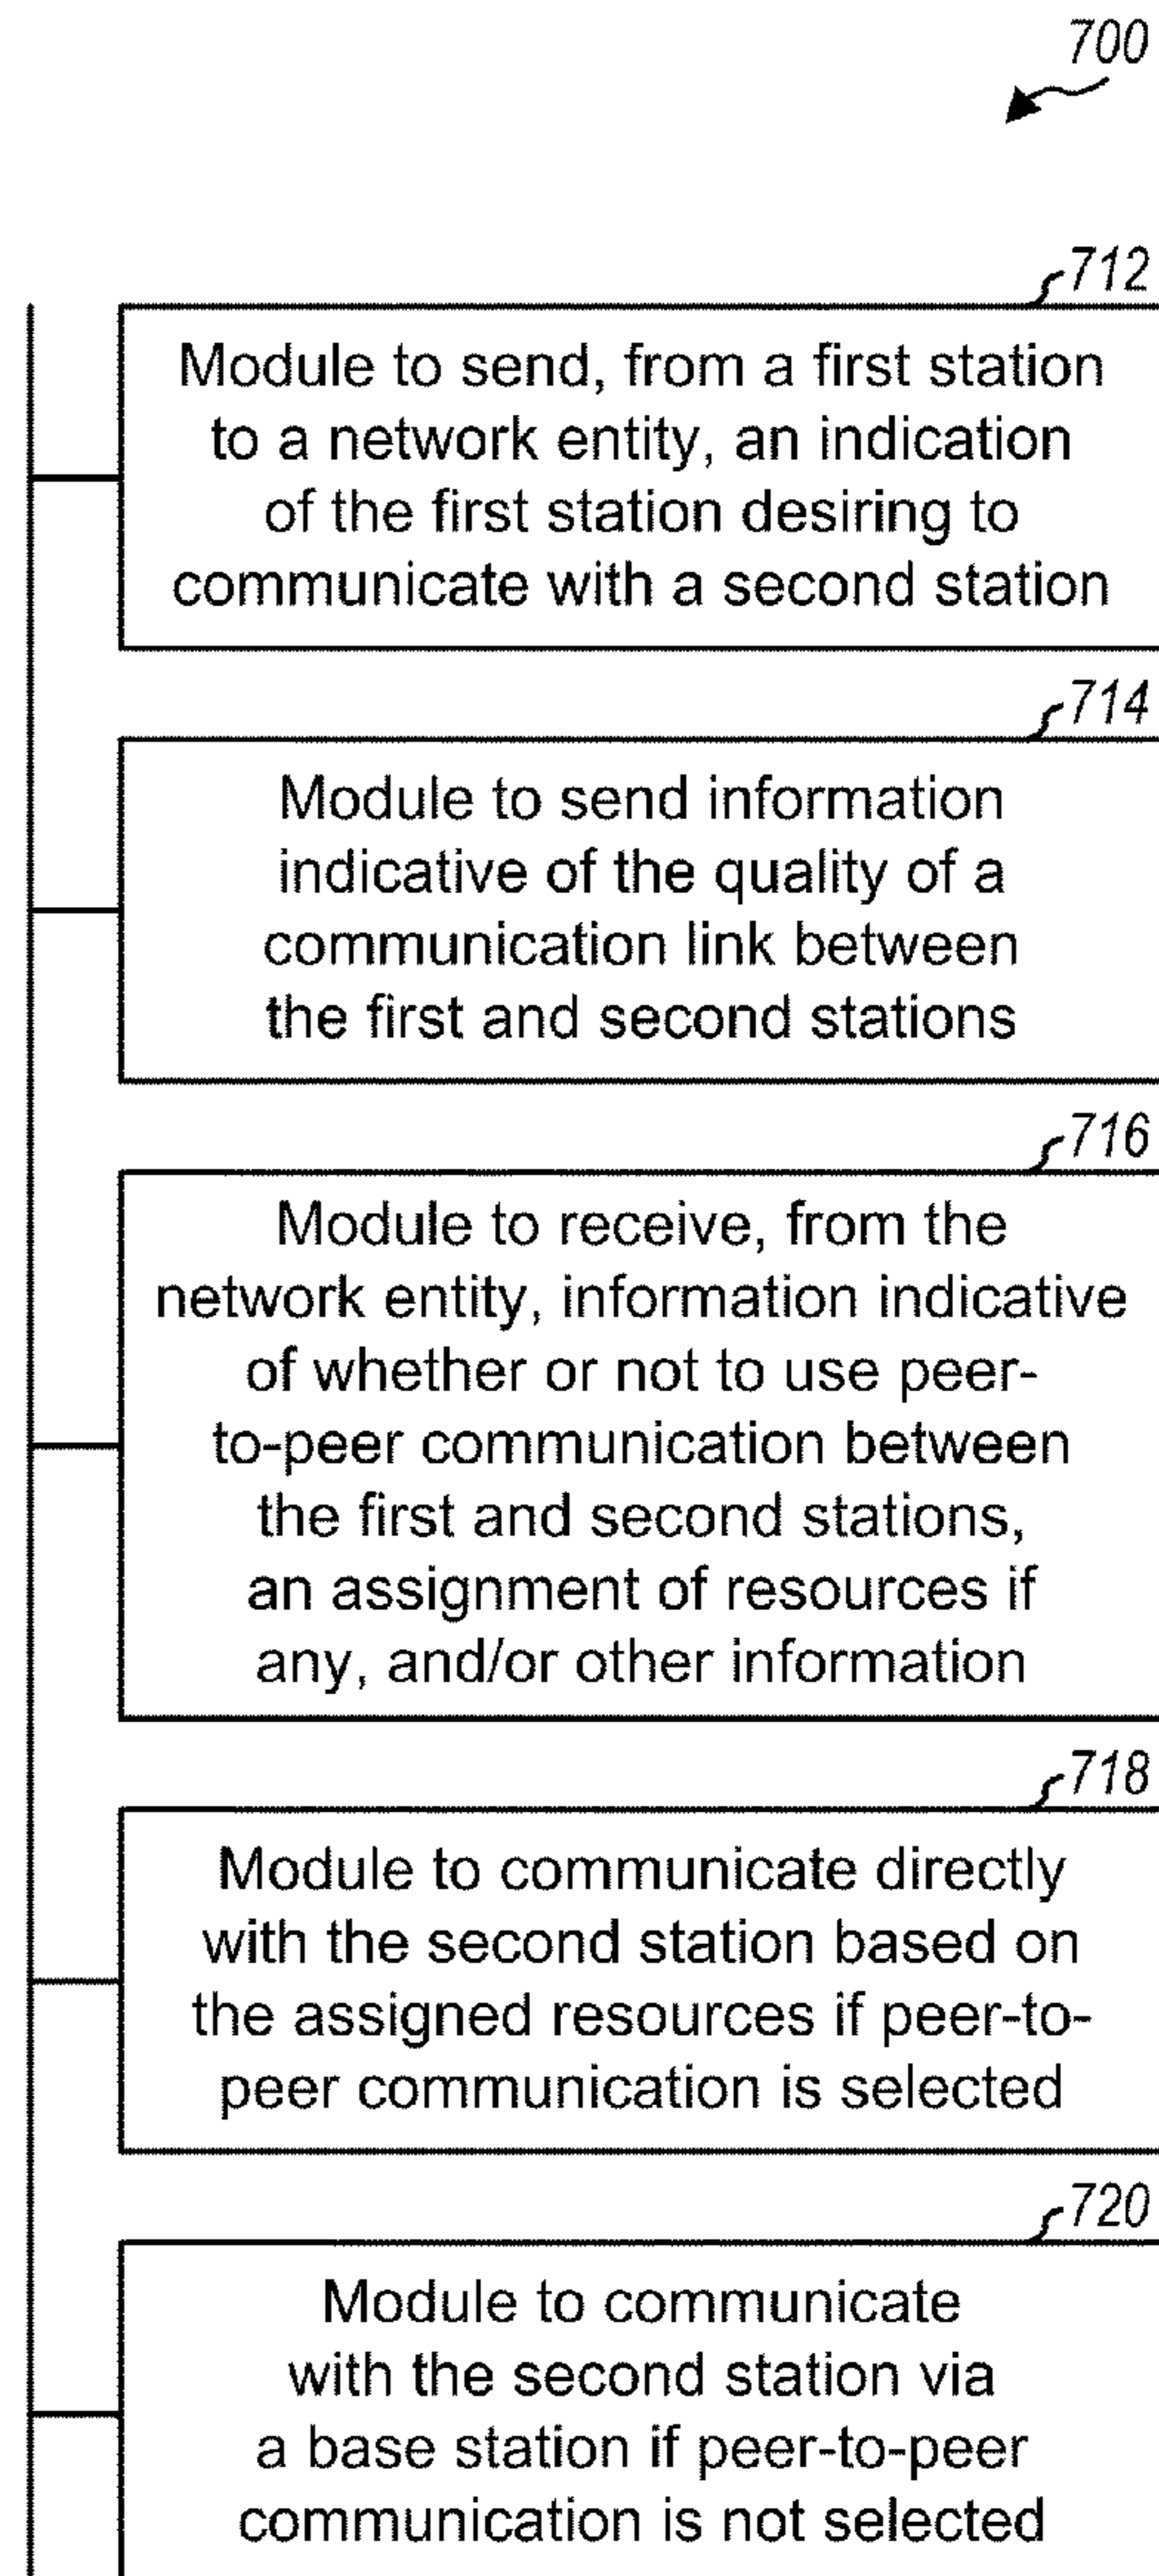 700
712
Module to send, from a first station
to a network entity, an indication
of the first station desiring to
communicate with a second station
714
Module to send information
indicative of the quality of a
communication link between
the first and second stations
716
Module to receive, from the
network entity, information indicative
of whether or not to use peer-
to-peer communication between
the first and second stations,
an assignment of resources if
any, and/or other information
718
Module to communicate directly
with the second station based on
the assigned resources if peer-to-
peer communication is selected
720
Module to communicate
with the second station via
a base station if peer-to-peer
communication is not selected